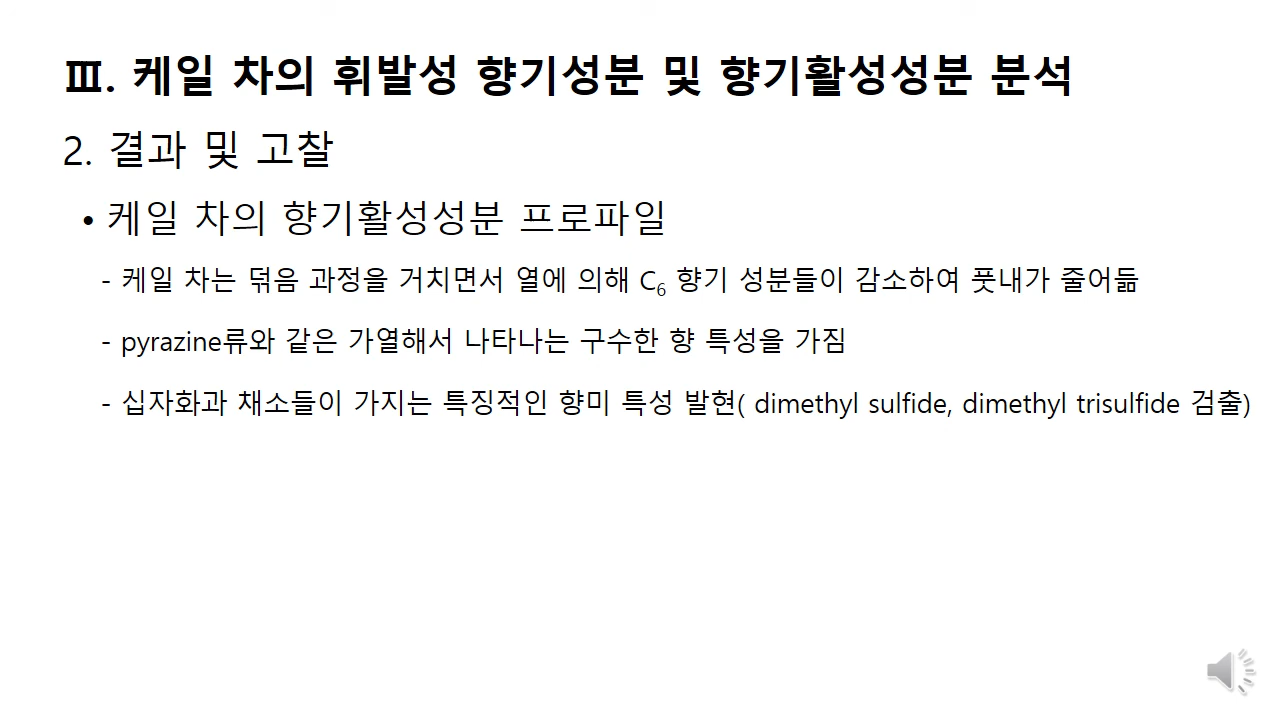 Ⅲ. 케일 차의 휘발성 향기성분 및 향기활성성분 분석
2. 결과 및 고찰
• 케일 차의 향기활성성분 프로파일
- 케일 차는 덖음 과정을 거치면서 열에 의해 C₆ 향기 성분들이 감소하여 풋내가 줄어듦
- pyrazine류와 같은 가열해서 나타나는 구수한 향 특성을 가짐
- 십자화과 채소들이 가지는 특징적인 향미 특성 발현( dimethyl sulfide, dimethyl trisulfide 검출)